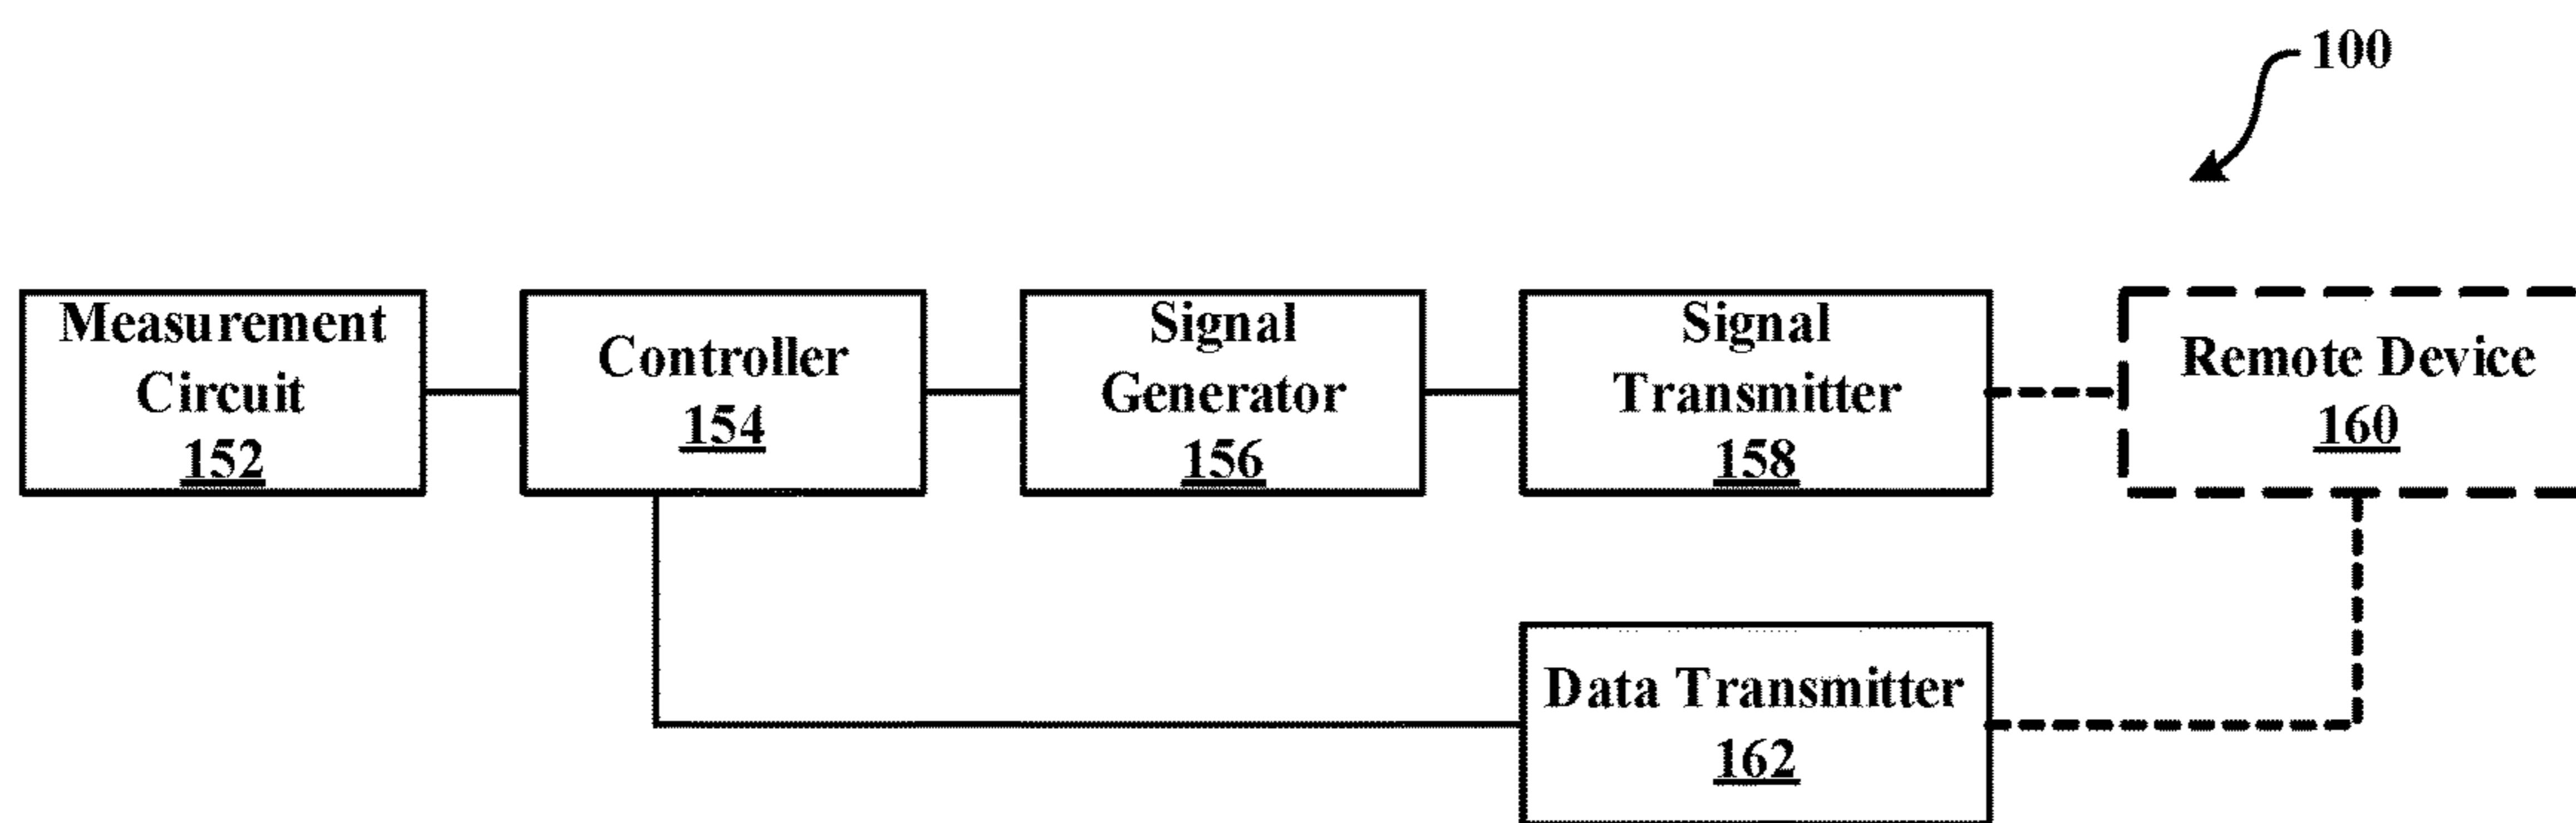 100
Measurement
Circuit
152
Controller
154
Signal
Generator
156
Signal
Transmitter
158
Remote Device
160
Data Transmitter
162